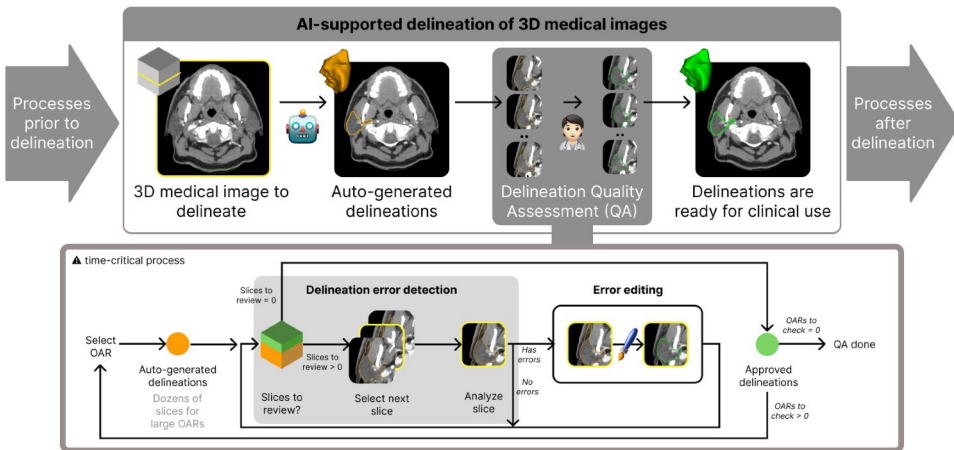 AI-supported delineation of 3D medical images
Processes
prior to
delineation
3D medical image to
delineate
Auto-generated
delineations
Delineation Quality
Assessment (QA)
Delineations are
ready for clinical use
Processes
after
delineation
time-critical process
Slices to
review = 0
Delineation error detection
Error editing
Select
OAR
Auto-generated
delineations
Dozens of
slices for
large OARs
Slices to
review > 0
Slices to
review?
Select next
slice
Analyze
slice
Has
errors
No
errors
Approved
delineations
OARs to
check = 0
QA done
OARs to
check > 0